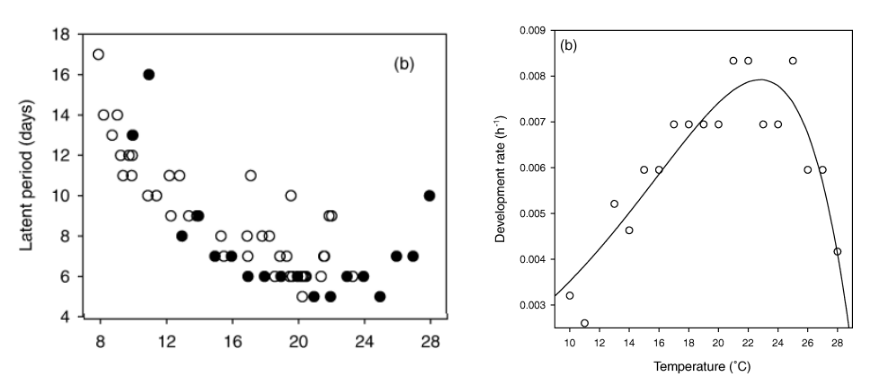 Latent period (days)
18
16
14
12
10
8
6
4
(b)
8 12 16 20 24 28
Development rate (h⁻¹)
0.009
0.008
0.007
0.006
0.005
0.004
0.003
(b)
10 12 14 16 18 20 22 24 26 28
Temperature (˚C)